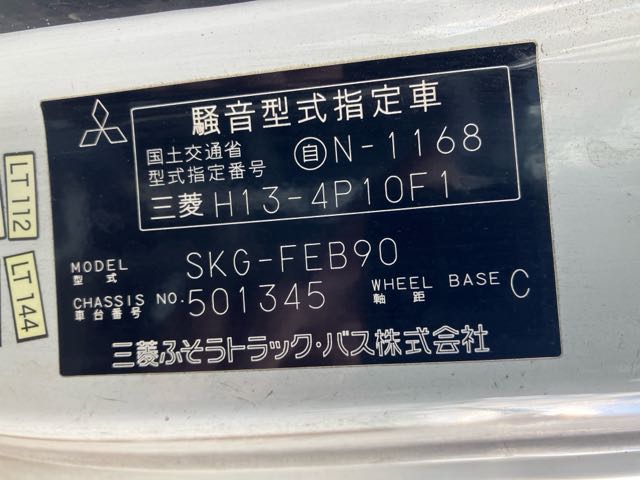 騒音型式指定車
国土交通省
型式指定番号
自N-1168
三菱 H13-4P10F1
MODEL
型式
SKG-FEB90
CHASSIS NO.
車台番号
501345
WHEEL BASE
軸距
C
三菱ふそうトラック・バス株式会社
LT 112
LT 144